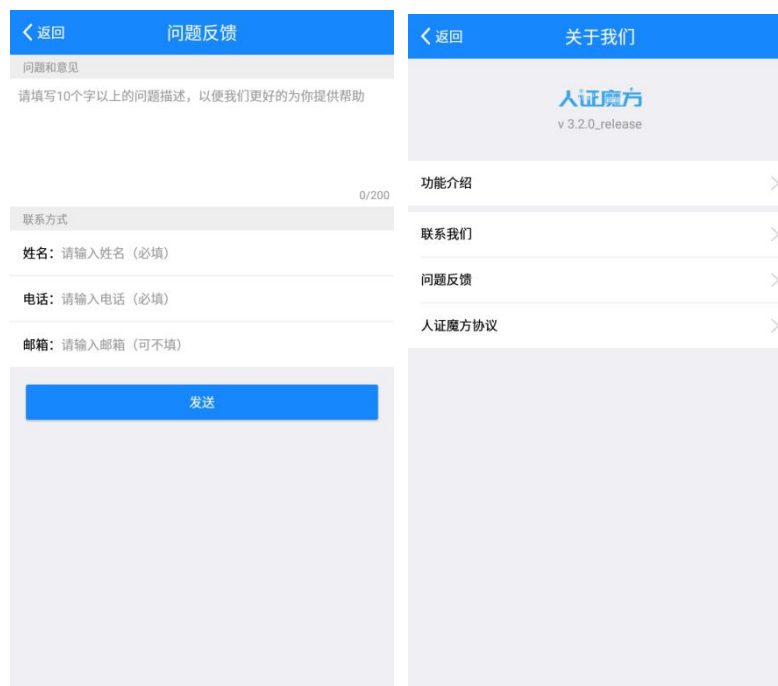 返回
问题反馈
问题和意见
请填写10个字以上的问题描述，以便我们更好的为你提供帮助
0/200
联系方式
姓名：请输入姓名（必填）
电话：请输入电话（必填）
邮箱：请输入邮箱（可不填）
发送
返回
关于我们
人证魔方
v 3.2.0_release
功能介绍
联系我们
问题反馈
人证魔方协议